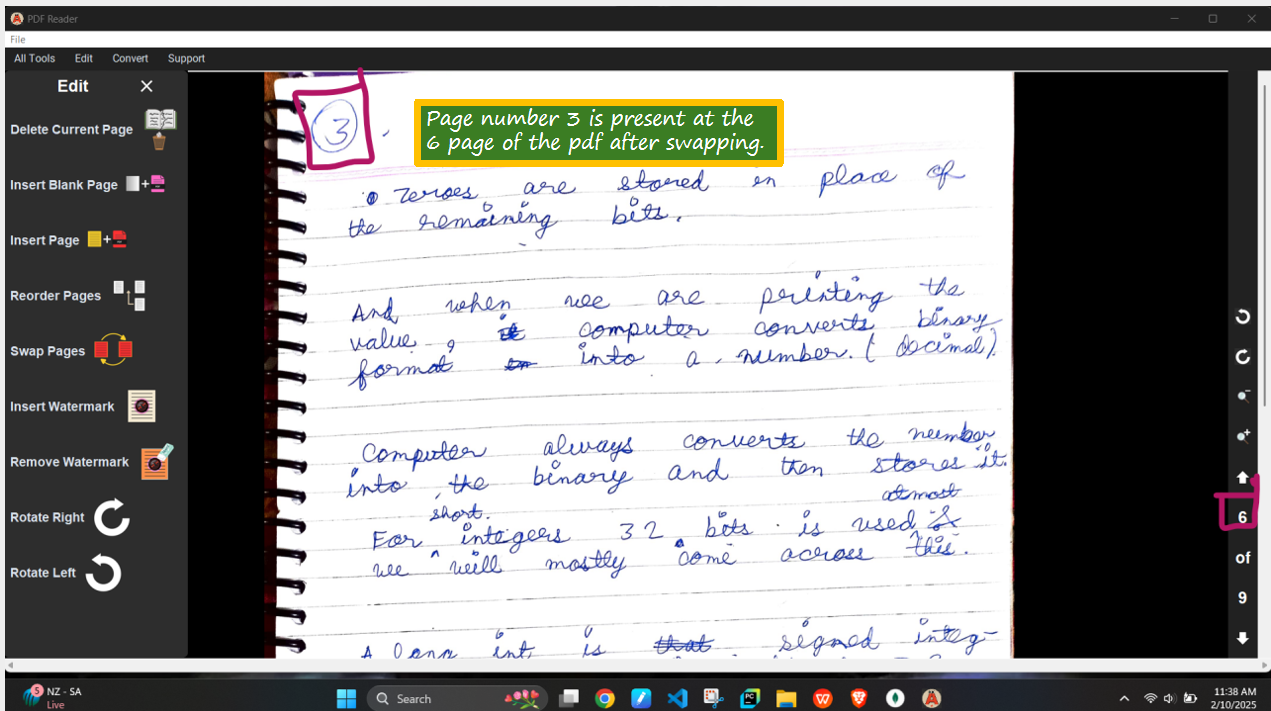 PDF Reader
File
All Tools Edit Convert Support
Edit
Delete Current Page
Insert Blank Page
Insert Page
Reorder Pages
Swap Pages
Insert Watermark
Remove Watermark
Rotate Right
Rotate Left
3
Page number 3 is present at the
6 page of the pdf after swapping.
Zeroes are stored in place of
the remaining bits.
And when we are printing the
value, it computer converts binary
format in into a number. (decimal).
Computer always converts the number
into the binary and then stores it.
short. atmost
For integers 32 bits is used &
we will mostly come across this.
A long int is that signed integ-
6
of
9
5
NZ - SA
Live
Search
11:38 AM
2/10/2025